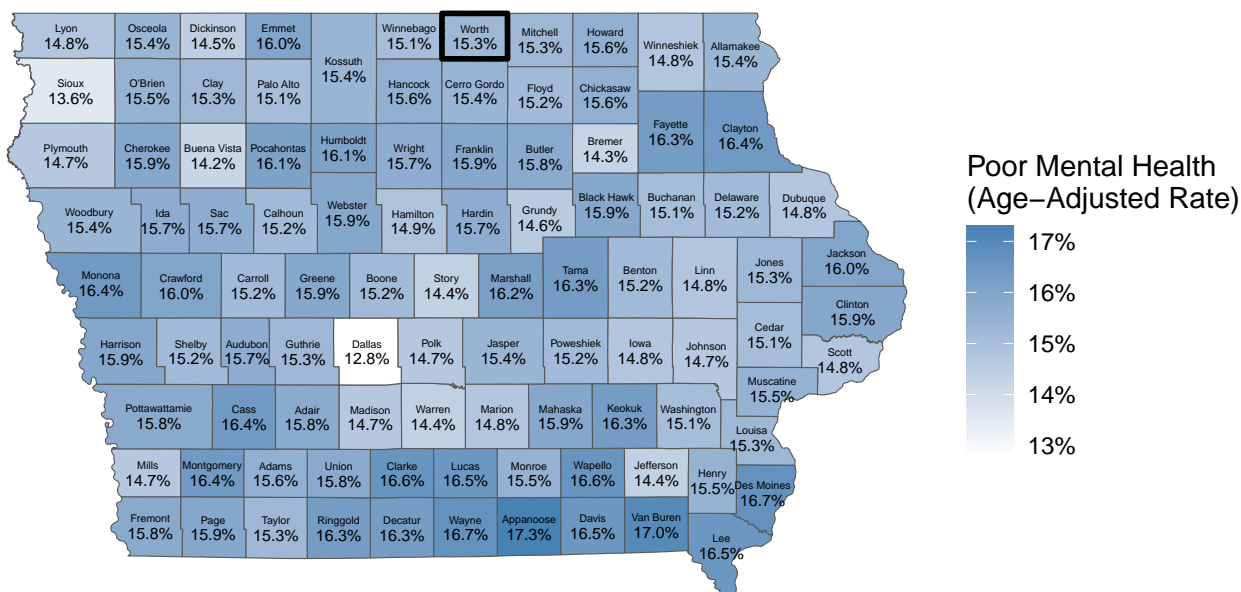 Lyon
14.8%
Osceola
15.4%
Dickinson
14.5%
Emmet
16.0%
Kossuth
15.4%
Winnebago
15.1%
Worth
15.3%
Mitchell
15.3%
Howard
15.6%
Winneshiek
14.8%
Allamakee
15.4%
Sioux
13.6%
O'Brien
15.5%
Clay
15.3%
Palo Alto
15.1%
Hancock
15.6%
Cerro Gordo
15.4%
Floyd
15.2%
Chickasaw
15.6%
Fayette
16.3%
Clayton
16.4%
Plymouth
14.7%
Cherokee
15.9%
Buena Vista
14.2%
Pocahontas
16.1%
Humboldt
16.1%
Wright
15.7%
Franklin
15.9%
Butler
15.8%
Bremer
14.3%
Woodbury
15.4%
Ida
15.7%
Sac
15.7%
Calhoun
15.2%
Webster
15.9%
Hamilton
14.9%
Hardin
15.7%
Grundy
14.6%
Black Hawk
15.9%
Buchanan
15.1%
Delaware
15.2%
Dubuque
14.8%
Monona
16.4%
Crawford
16.0%
Carroll
15.2%
Greene
15.9%
Boone
15.2%
Story
14.4%
Marshall
16.2%
Tama
16.3%
Benton
15.2%
Linn
14.8%
Jones
15.3%
Jackson
16.0%
Clinton
15.9%
Harrison
15.9%
Shelby
15.2%
Audubon
15.7%
Guthrie
15.3%
Dallas
12.8%
Polk
14.7%
Jasper
15.4%
Poweshiek
15.2%
Iowa
14.8%
Johnson
14.7%
Cedar
15.1%
Scott
14.8%
Muscatine
15.5%
Pottawattamie
15.8%
Cass
16.4%
Adair
15.8%
Madison
14.7%
Warren
14.4%
Marion
14.8%
Mahaska
15.9%
Keokuk
16.3%
Washington
15.1%
Louisa
15.3%
Mills
14.7%
Montgomery
16.4%
Adams
15.6%
Union
15.8%
Clarke
16.6%
Lucas
16.5%
Monroe
15.5%
Wapello
16.6%
Jefferson
14.4%
Henry
15.5%
Des Moines
16.7%
Fremont
15.8%
Page
15.9%
Taylor
15.3%
Ringgold
16.3%
Decatur
16.3%
Wayne
16.7%
Appanoose
17.3%
Davis
16.5%
Van Buren
17.0%
Lee
16.5%
Poor Mental Health
(Age−Adjusted Rate)
17%
16%
15%
14%
13%